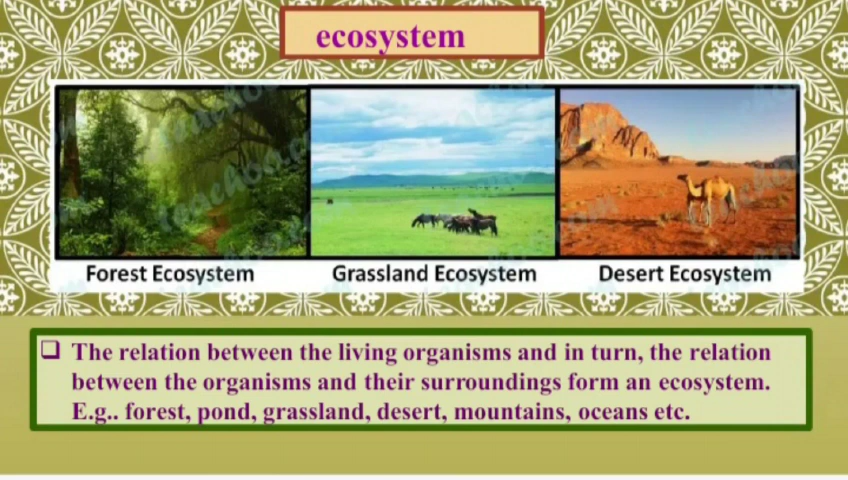 ecosystem
Forest Ecosystem
Grassland Ecosystem
Desert Ecosystem
❑ The relation between the living organisms and in turn, the relation
between the organisms and their surroundings form an ecosystem.
E.g.. forest, pond, grassland, desert, mountains, oceans etc.